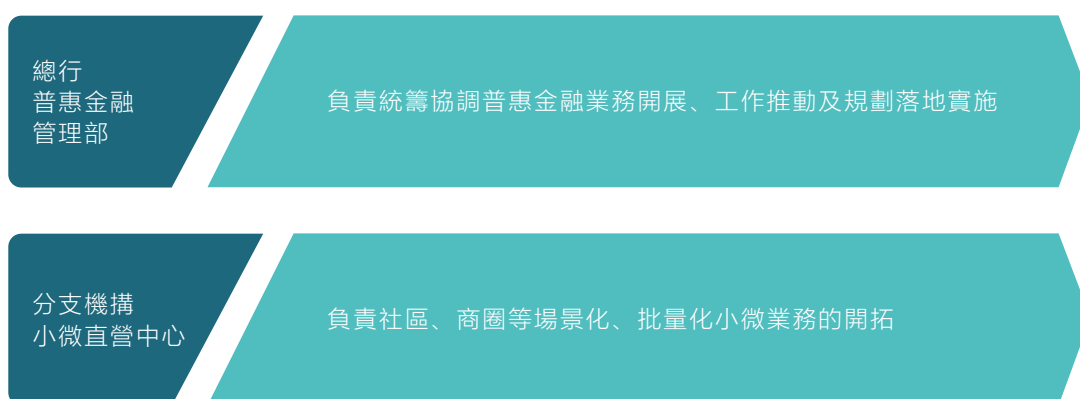 總行
普惠金融
管理部
負責統籌協調普惠金融業務開展、工作推動及規劃落地實施
分支機搆
小微直營中心
負責社區、商圈等場景化、批量化小微業務的開拓